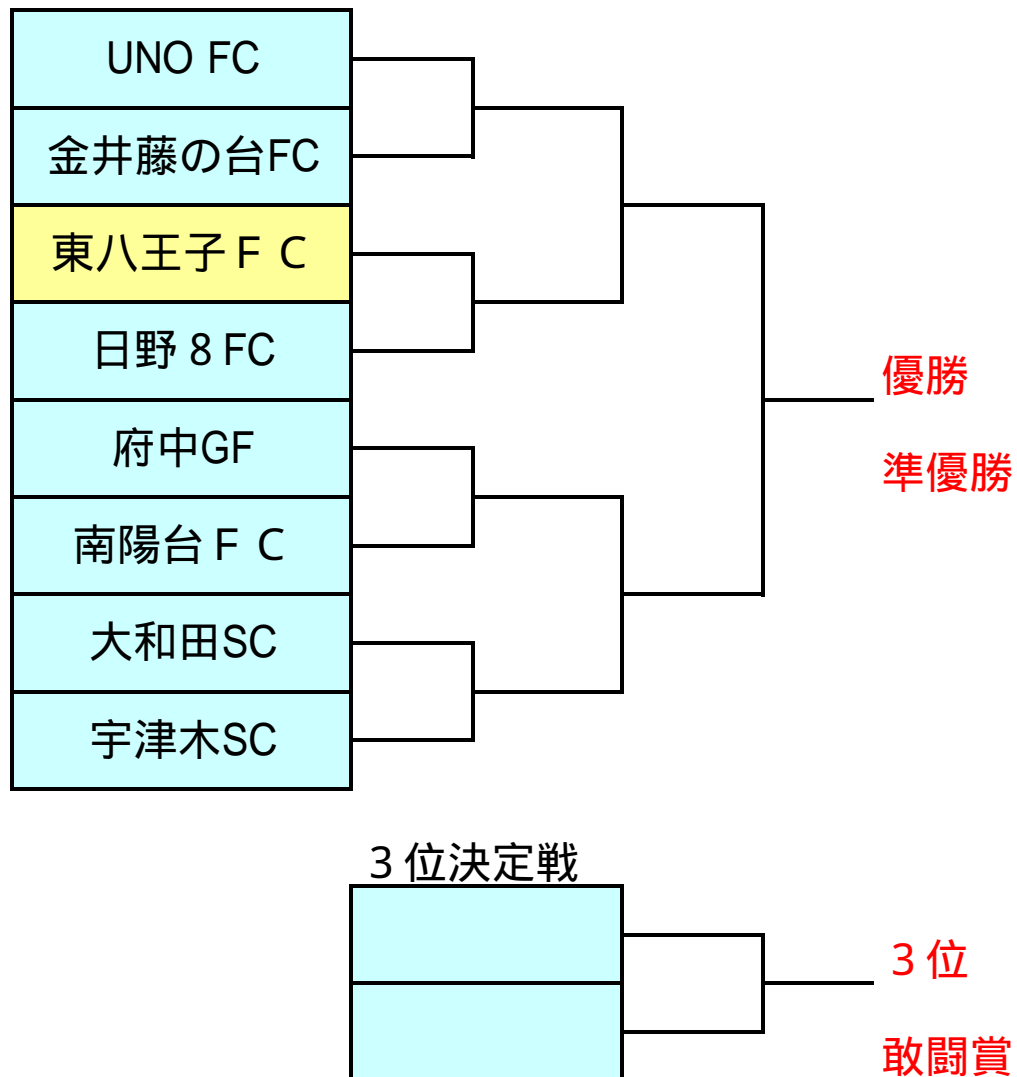 UNO FC
金井藤の台FC
東八王子ＦＣ
日野８FC
優勝
府中GF
準優勝
南陽台ＦＣ
大和田SC
宇津木SC
３位決定戦
３位
敢闘賞